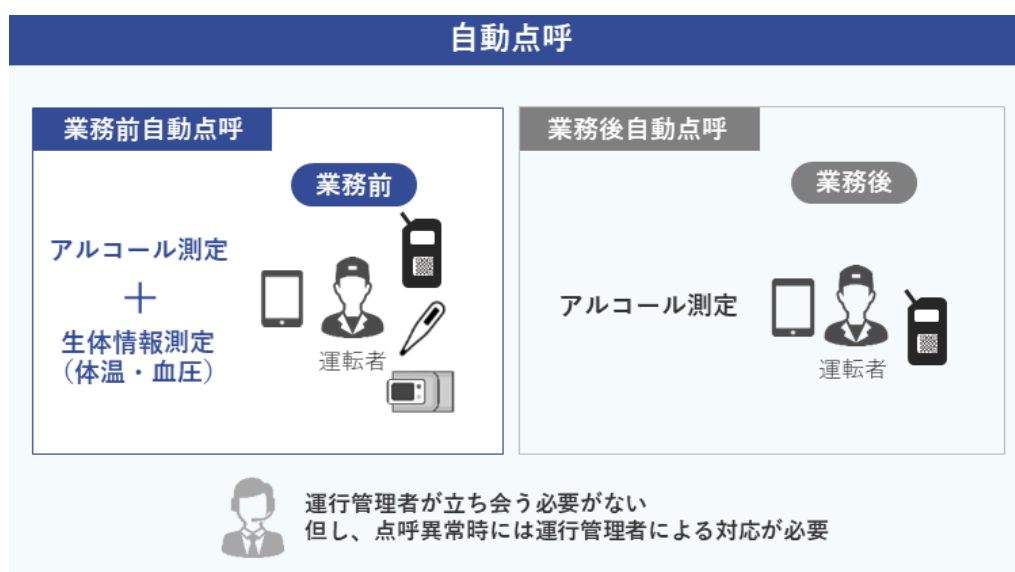 自動点呼
業務前自動点呼
業務前
アルコール測定
＋
生体情報測定
（体温・血圧）
運転者
業務後自動点呼
業務後
アルコール測定
運転者
運行管理者が立ち会う必要がない
但し、点呼異常時には運行管理者による対応が必要